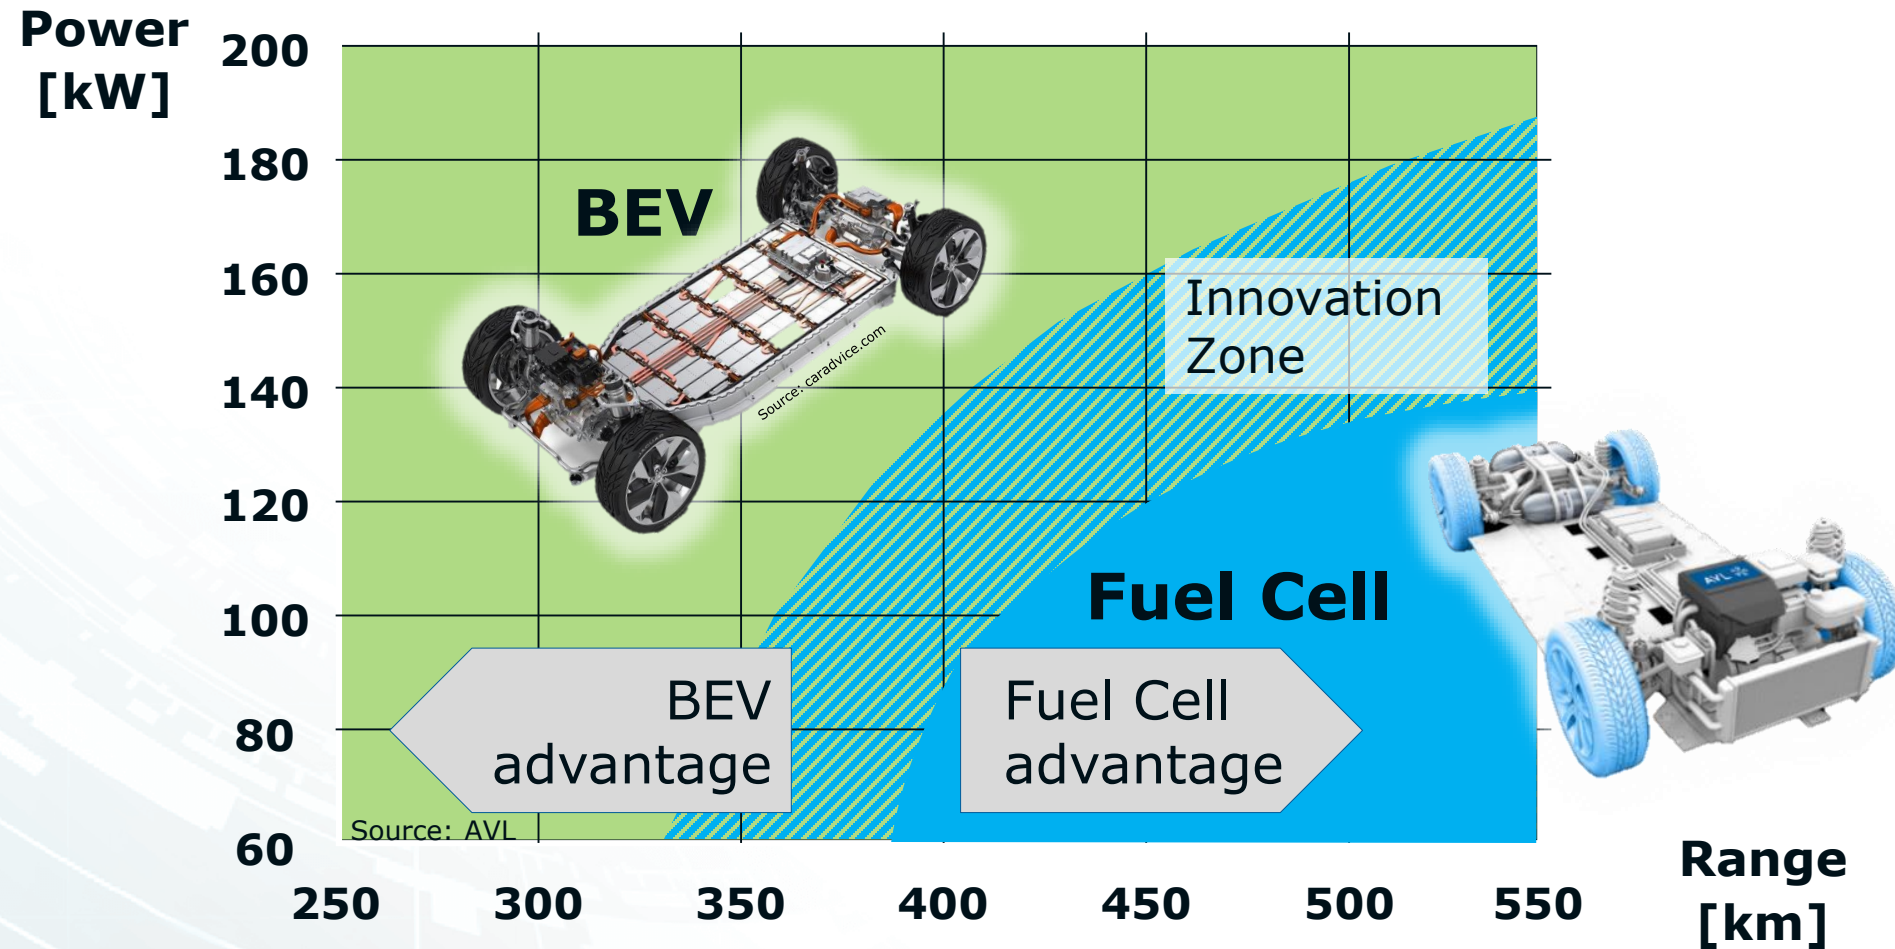 Power
[kW]
200
180
160
140
120
100
80
60
BEV
Source: caradvice.com
Innovation
Zone
Fuel Cell
AVL
BEV
advantage
Fuel Cell
advantage
Source: AVL
250 300 350 400 450 500 550
Range
[km]